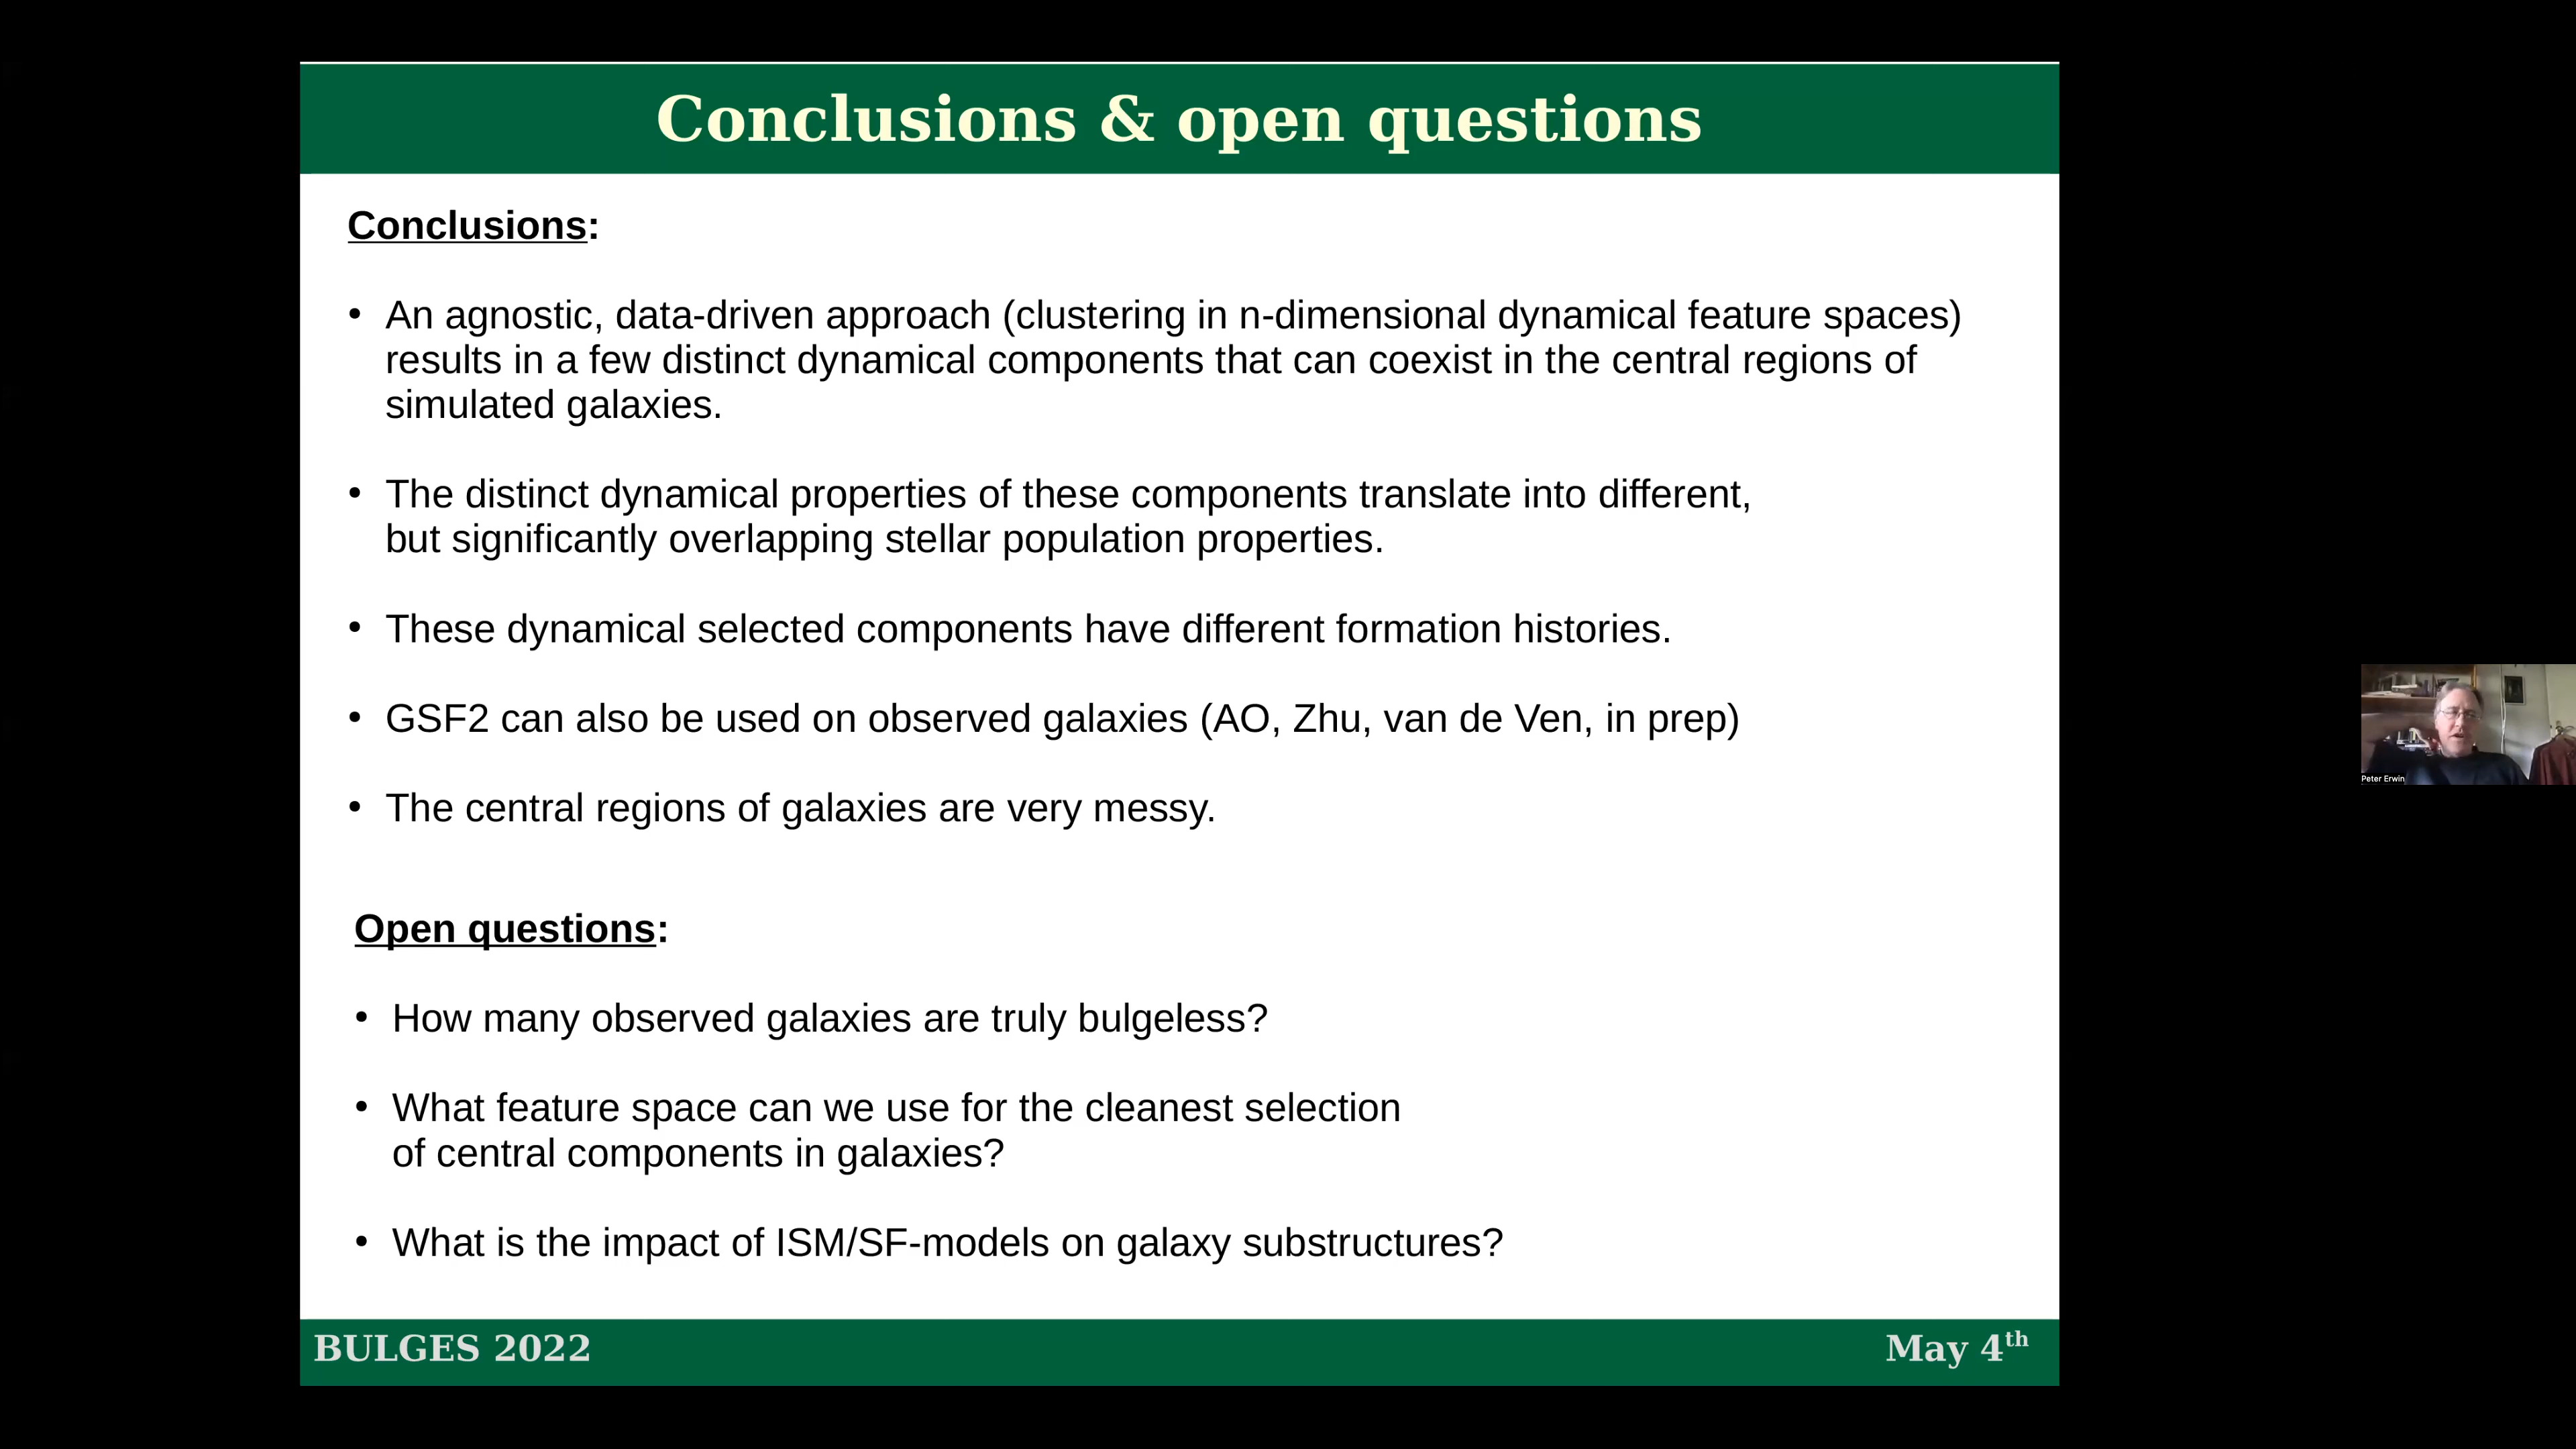 Conclusions & open questions
Conclusions:
• An agnostic, data-driven approach (clustering in n-dimensional dynamical feature spaces)
results in a few distinct dynamical components that can coexist in the central regions of
simulated galaxies.
• The distinct dynamical properties of these components translate into different,
but significantly overlapping stellar population properties.
• These dynamical selected components have different formation histories.
• GSF2 can also be used on observed galaxies (AO, Zhu, van de Ven, in prep)
• The central regions of galaxies are very messy.
Peter Erwin
Open questions:
• How many observed galaxies are truly bulgeless?
• What feature space can we use for the cleanest selection
of central components in galaxies?
• What is the impact of ISM/SF-models on galaxy substructures?
BULGES 2022
May 4th